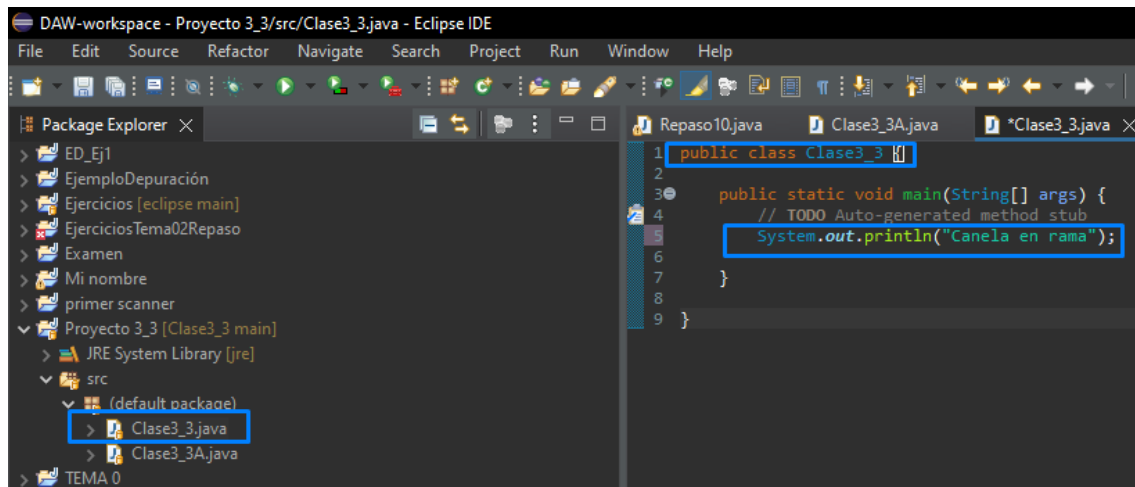 DAW-workspace - Proyecto 3_3/src/Clase3_3.java - Eclipse IDE
File Edit Source Refactor Navigate Search Project Run Window Help
Package Explorer
ED_Ej1
EjemploDepuración
Ejercicios [eclipse main]
EjerciciosTema02Repaso
Examen
Mi nombre
primer scanner
Proyecto 3_3 [Clase3_3 main]
JRE System Library [jre]
src
(default package)
Clase3_3.java
Clase3_3A.java
TEMA 0
Repaso10.java Clase3_3A.java *Clase3_3.java
1 public class Clase3_3 {
2
3 public static void main(String[] args) {
4 // TODO Auto-generated method stub
5 System.out.println("Canela en rama");
6
7 }
8
9 }